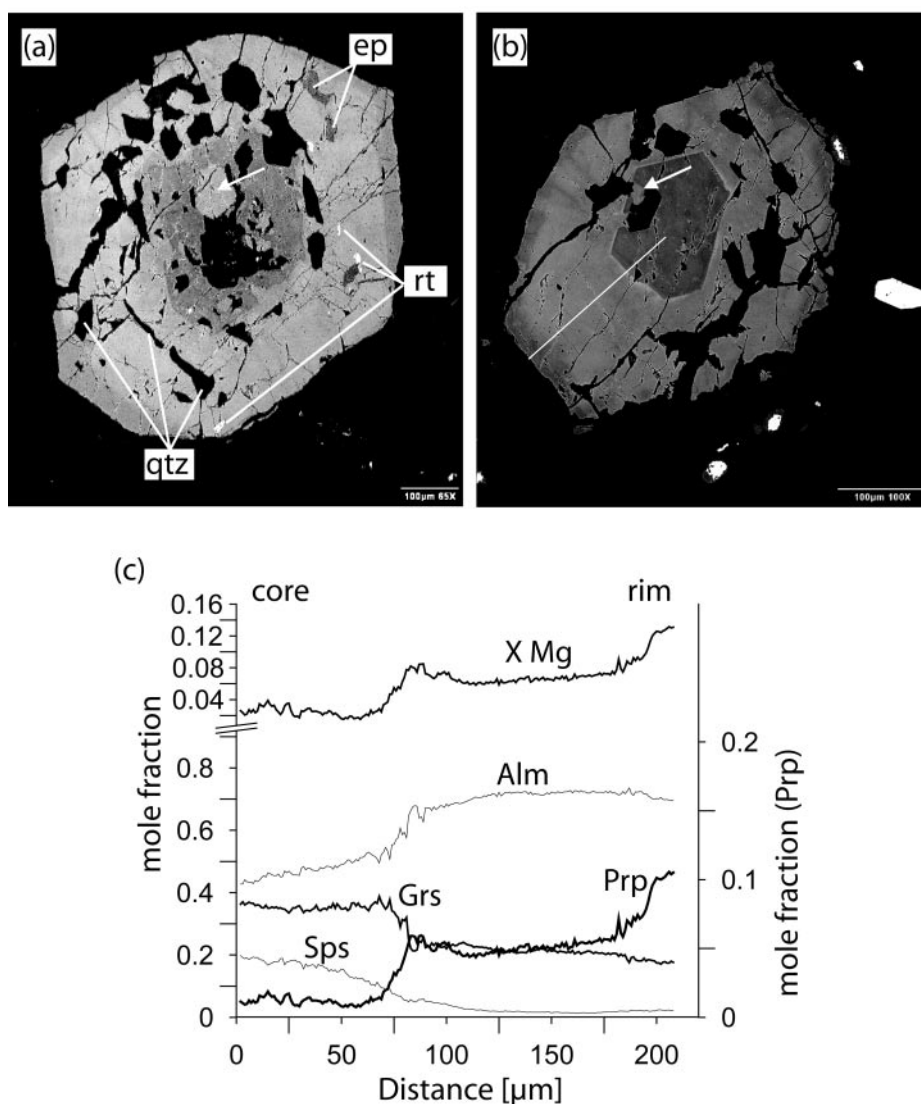 (a)
ep
rt
qtz
100µm 65X
(b)
100µm 100X
(c)
core
rim
0.16
0.12
0.08
0.04
X Mg
mole fraction
0.8
0.6
0.4
0.2
0
Alm
Grs
Sps
Prp
0.2
0.1
0
mole fraction (Prp)
0 50 100 150 200
Distance [µm]